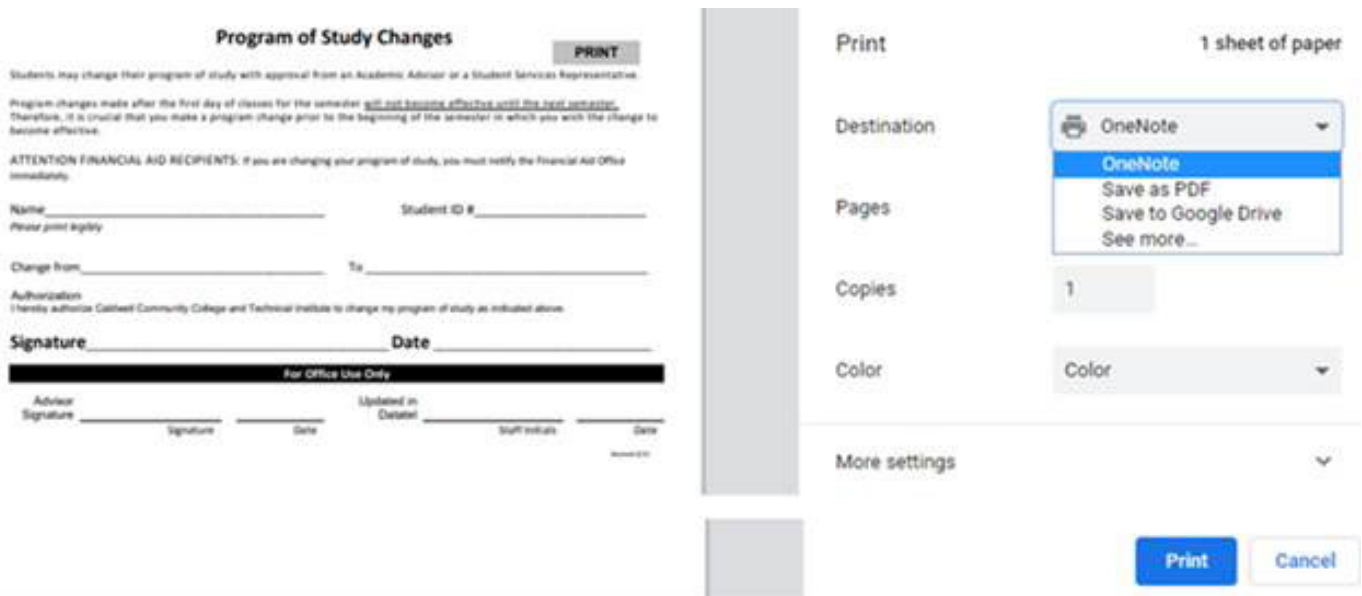 Program of Study Changes
PRINT
Students may change their program of study with approval from an Academic Advisor or a Student Services Representative.
Program changes made after the first day of classes for the semester will not become effective until the next semester.
Therefore, it is crucial that you make a program change prior to the beginning of the semester in which you wish the change to
become effective.
ATTENTION FINANCIAL AID RECIPIENTS: If you are changing your program of study, you must notify the Financial Aid Office
immediately.
Name Student ID #
Please print legibly
Change from To
Authorization
I hereby authorize Caldwell Community College and Technical Institute to change my program of study as indicated above.
Signature Date
For Office Use Only
Advisor Updated in
Signature Datatel
Signature Date Staff Initials Date
Print 1 sheet of paper
Destination OneNote
OneNote
Save as PDF
Save to Google Drive
See more...
Pages
Copies 1
Color Color
More settings
Print Cancel